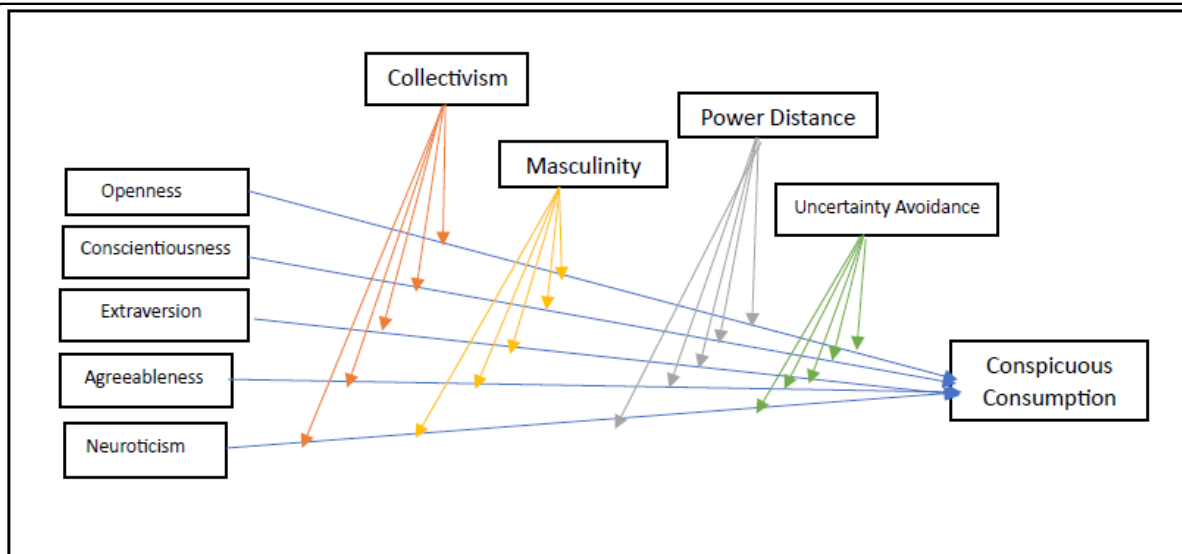 Collectivism
Power Distance
Masculinity
Openness
Uncertainty Avoidance
Conscientiousness
Extraversion
Conspicuous
Consumption
Agreeableness
Neuroticism